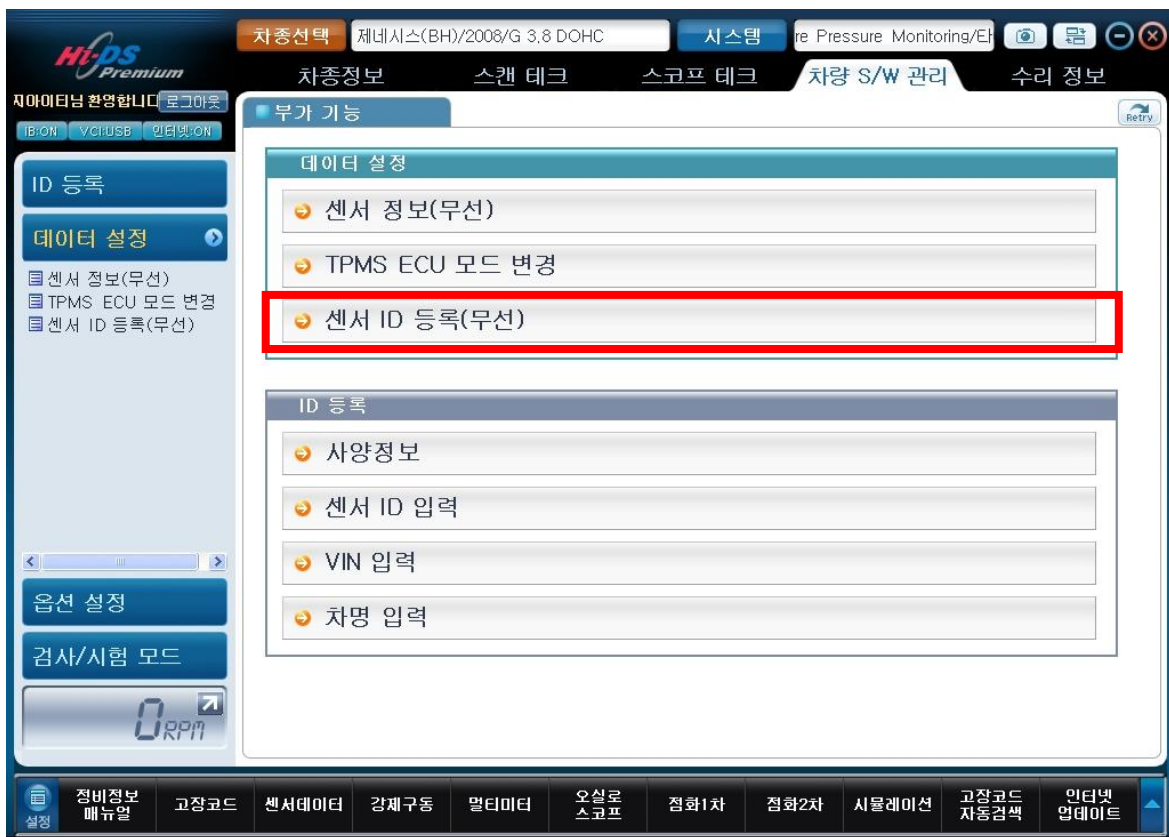 Hi-DS Premium
차종선택 제네시스(BH)/2008/G 3.8 DOHC 시스템 re Pressure Monitoring/E
차종정보 스캔 테크 스코프 테크 차량 S/W 관리 수리 정보
지아이티님 환영합니다 로그아웃
IB:ON VCI:USB 인터넷:ON
부가 기능 Retry
ID 등록
데이터 설정
센서 정보(무선)
TPMS ECU 모드 변경
센서 ID 등록(무선)
옵션 설정
검사/시험 모드
0 RPM
데이터 설정
센서 정보(무선)
TPMS ECU 모드 변경
센서 ID 등록(무선)
ID 등록
사양정보
센서 ID 입력
VIN 입력
차명 입력
설정
정비정보 매뉴얼
고장코드
센서데이터
강제구동
멀티미터
오실로 스코프
점화1차
점화2차
시뮬레이션
고장코드 자동검색
인터넷 업데이트